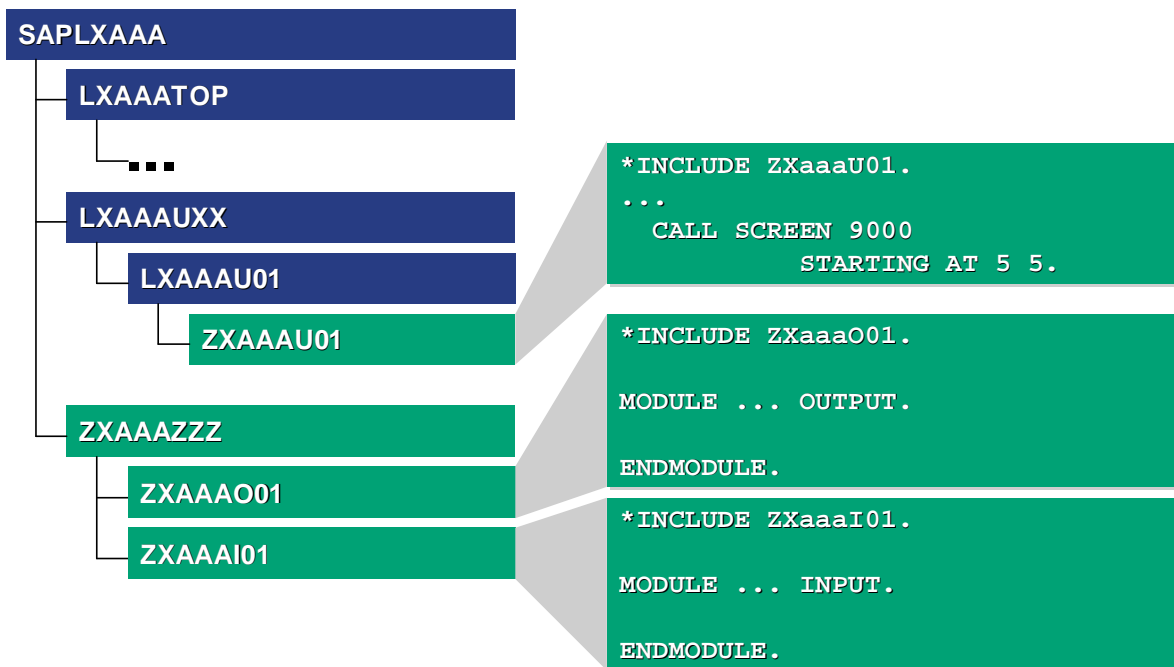 SAPLXAAA
LXAAATOP
...
LXAAAUXX
LXAAAU01
ZXAAAU01
ZXAAAZZZ
ZXAAAO01
ZXAAAI01
*INCLUDE ZXaaaU01.
...
CALL SCREEN 9000
STARTING AT 5 5.
*INCLUDE ZXaaaO01.
MODULE ... OUTPUT.
ENDMODULE.
*INCLUDE ZXaaaI01.
MODULE ... INPUT.
ENDMODULE.